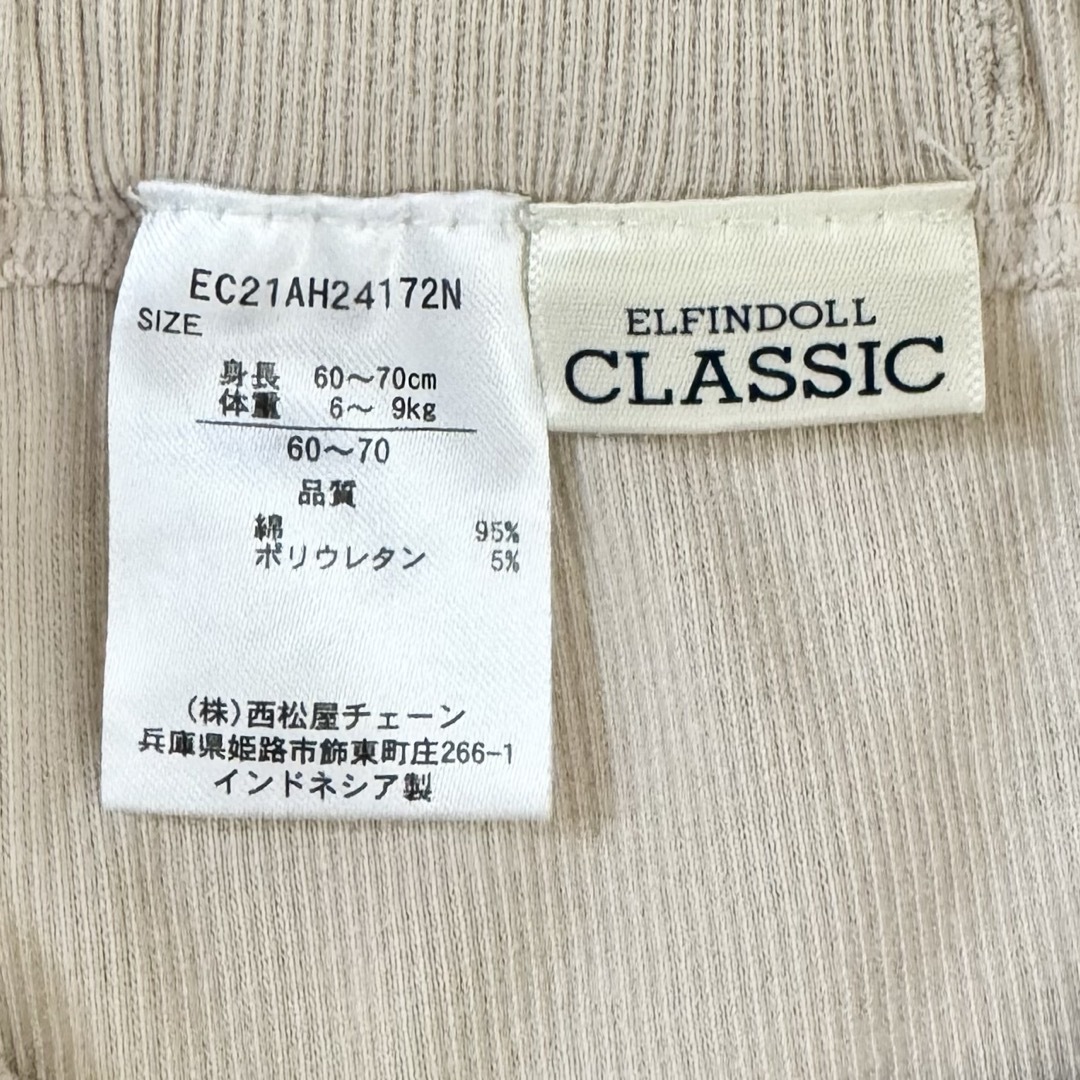 EC21AH24172N
SIZE
身長 60～70cm
体重 6～ 9kg
60～70
品質
綿 95%
ポリウレタン 5%
(株)西松屋チェーン
兵庫県姫路市飾東町庄266-1
インドネシア製
ELFINDOLL
CLASSIC